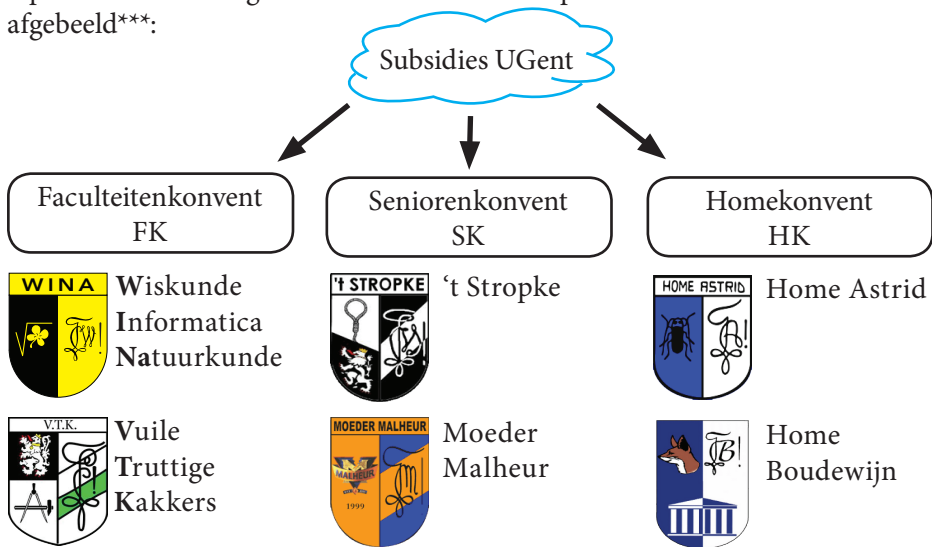 afgebeeld***:
Subsidies UGent
Faculteitenkonvent
FK
Seniorenkonvent
SK
Homekonvent
HK
WINA
Wiskunde
Informatica
Natuurkunde
't STROPKE
‘t Stropke
HOME ASTRID
Home Astrid
V.T.K.
Vuile
Truttige
Kakkers
MOEDER MALHEUR
MALHEUR
1999
Moeder
Malheur
Home
Boudewijn